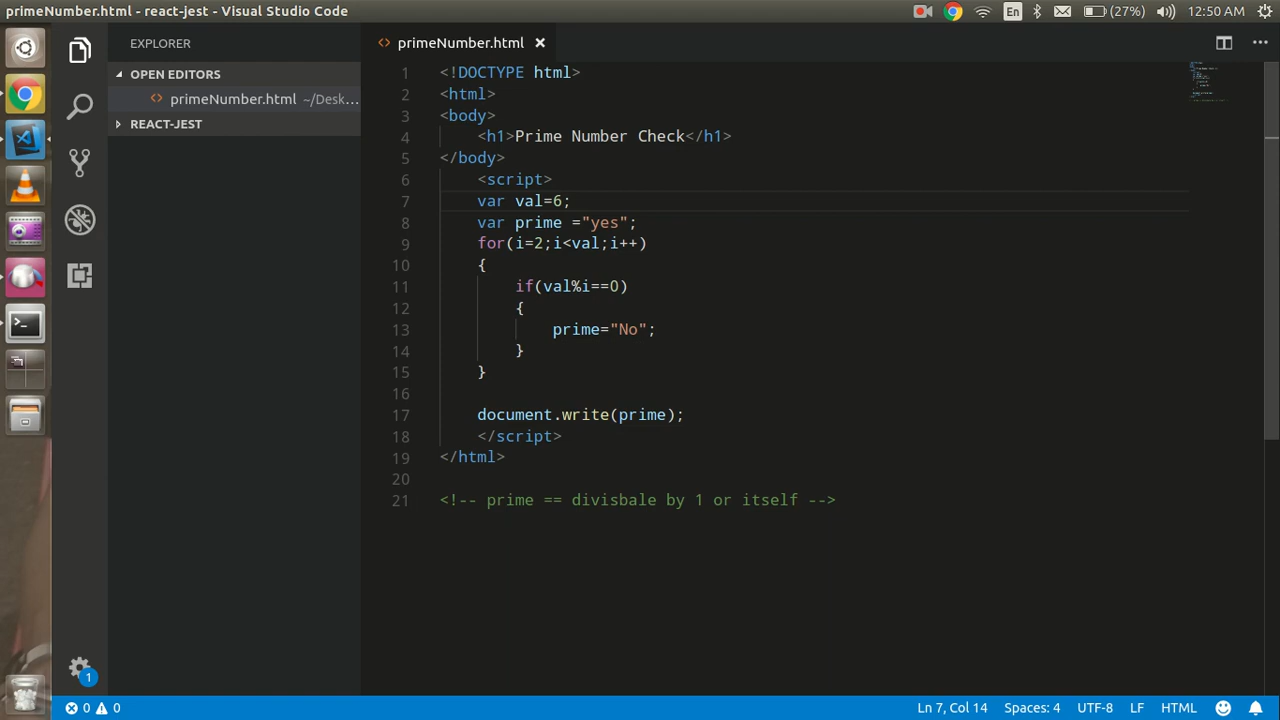 primeNumber.html - react-jest - Visual Studio Code
En
(27%)
12:50 AM
EXPLORER
OPEN EDITORS
primeNumber.html ~/Desk...
REACT-JEST
primeNumber.html
1 <!DOCTYPE html>
2 <html>
3 <body>
4 <h1>Prime Number Check</h1>
5 </body>
6 <script>
7 var val=6;
8 var prime ="yes";
9 for(i=2;i<val;i++)
10 {
11 if(val%i==0)
12 {
13 prime="No";
14 }
15 }
16
17 document.write(prime);
18 </script>
19 </html>
20
21 <!-- prime == divisbale by 1 or itself -->
1
0 0
Ln 7, Col 14
Spaces: 4
UTF-8
LF
HTML